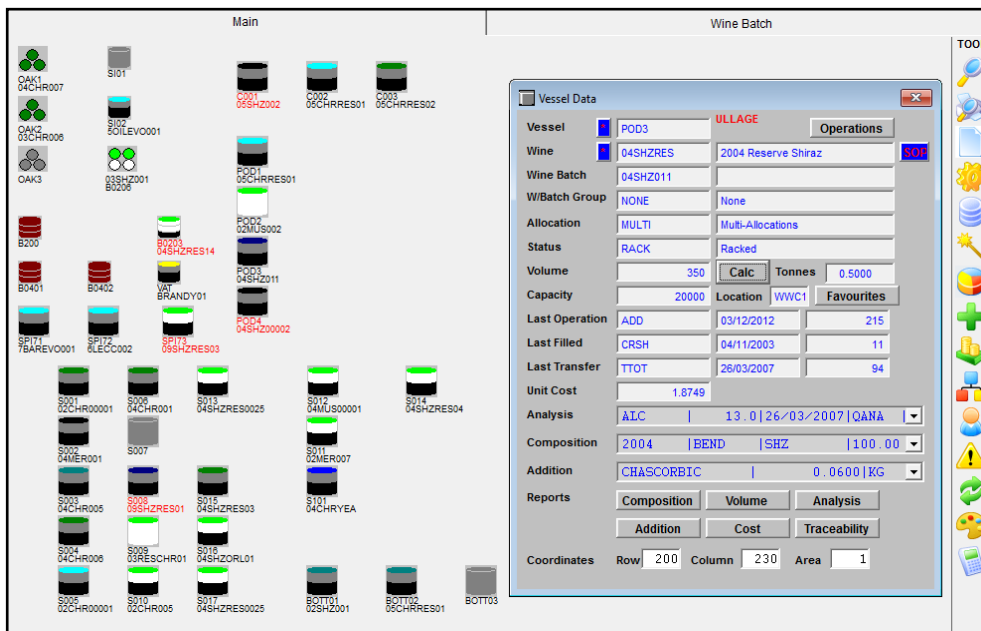 Main
Wine Batch
TOO
OAK1
04CHR007
SI01
C001
05SHZ002
C002
05CHRRES01
C003
05CHRRES02
OAK2
03CHR006
SI02
5OILEVO001
OAK3
03SHZ001
B0206
POD1
05CHRRES01
POD2
02MUS002
B200
B0203
04SHZRES14
POD3
04SHZ011
B0401
B0402
VAT
BRANDY01
POD4
04SHZ00002
SPI71
7BAREVO001
SPI72
6LECC002
SPI73
09SHZRES03
S001
02CHR00001
S006
04CHR001
S013
04SHZRES0025
S012
04MUS00001
S014
04SHZRES04
S002
04MER001
S007
S011
02MER007
S003
04CHR005
S008
09SHZRES01
S015
04SHZRES03
S101
04CHRYEA
S004
04CHR006
S009
03RESCHR01
S016
04SHZORL01
S005
02CHR00001
S010
02CHR005
S017
04SHZRES0025
BOTT01
02SHZ001
BOTT02
05CHRRES01
BOTT03
Vessel Data
Vessel * POD3 ULLAGE Operations
Wine * 04SHZRES 2004 Reserve Shiraz SOF
Wine Batch 04SHZ011
W/Batch Group NONE None
Allocation MULTI Multi-Allocations
Status RACK Racked
Volume 350 Calc Tonnes 0.5000
Capacity 20000 Location WWC1 Favourites
Last Operation ADD 03/12/2012 215
Last Filled CRSH 04/11/2003 11
Last Transfer TTOT 26/03/2007 94
Unit Cost 1.8749
Analysis ALC | 13.0|26/03/2007|QANA |
Composition 2004 |BEND |SHZ |100.00
Addition CHASCORBIC | 0.0600|KG
Reports Composition Volume Analysis
Addition Cost Traceability
Coordinates Row 200 Column 230 Area 1